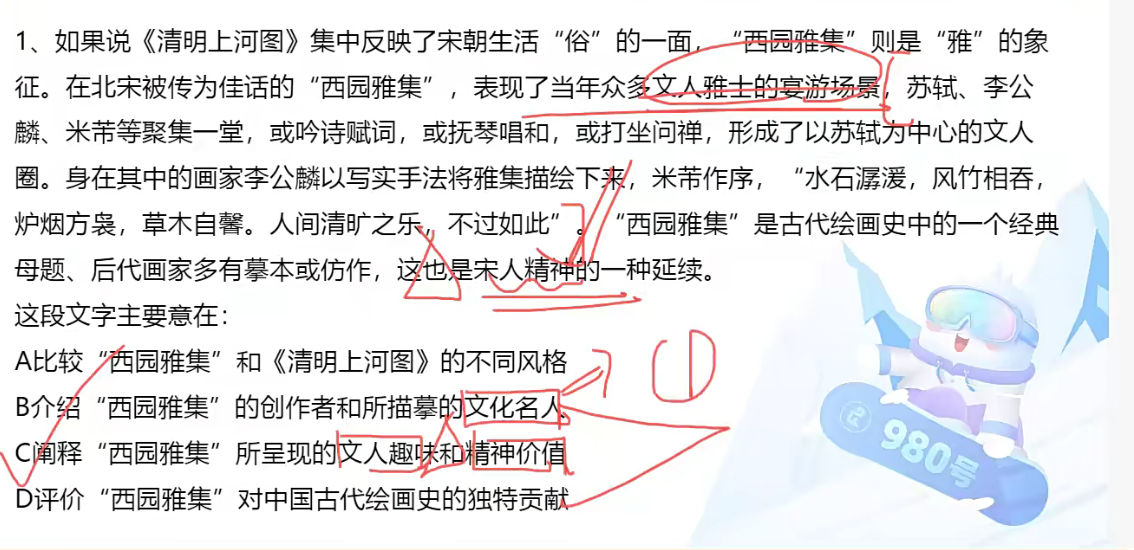 1、如果说《清明上河图》集中反映了宋朝生活“俗”的一面，“西园雅集”则是“雅”的象
征。在北宋被传为佳话的“西园雅集”，表现了当年众多文人雅士的宴游场景，苏轼、李公
麟、米芾等聚集一堂，或吟诗赋词，或抚琴唱和，或打坐问禅，形成了以苏轼为中心的文人
圈。身在其中的画家李公麟以写实手法将雅集描绘下来，米芾作序，“水石潺湲，风竹相吞，
炉烟方袅，草木自馨。人间清旷之乐，不过如此”。“西园雅集”是古代绘画史中的一个经典
母题、后代画家多有摹本或仿作，这也是宋人精神的一种延续。
这段文字主要意在：
A比较“西园雅集”和《清明上河图》的不同风格
B介绍“西园雅集”的创作者和所描摹的文化名人
C阐释“西园雅集”所呈现的文人趣味和精神价值
D评价“西园雅集”对中国古代绘画史的独特贡献
980号